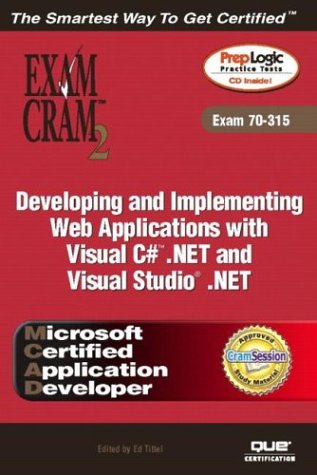 The Smartest Way To Get Certified™
EXAM
CRAM™
2
PrepLogic
Practice Tests
CD Inside!
Exam 70-315
Developing and Implementing
Web Applications with
Visual C#™ .NET and
Visual Studio® .NET
Microsoft
Certified
Application
Developer
MCAD
Approved
CramSession
Study Material
Edited by Ed Tittel
QUE®
CERTIFICATION